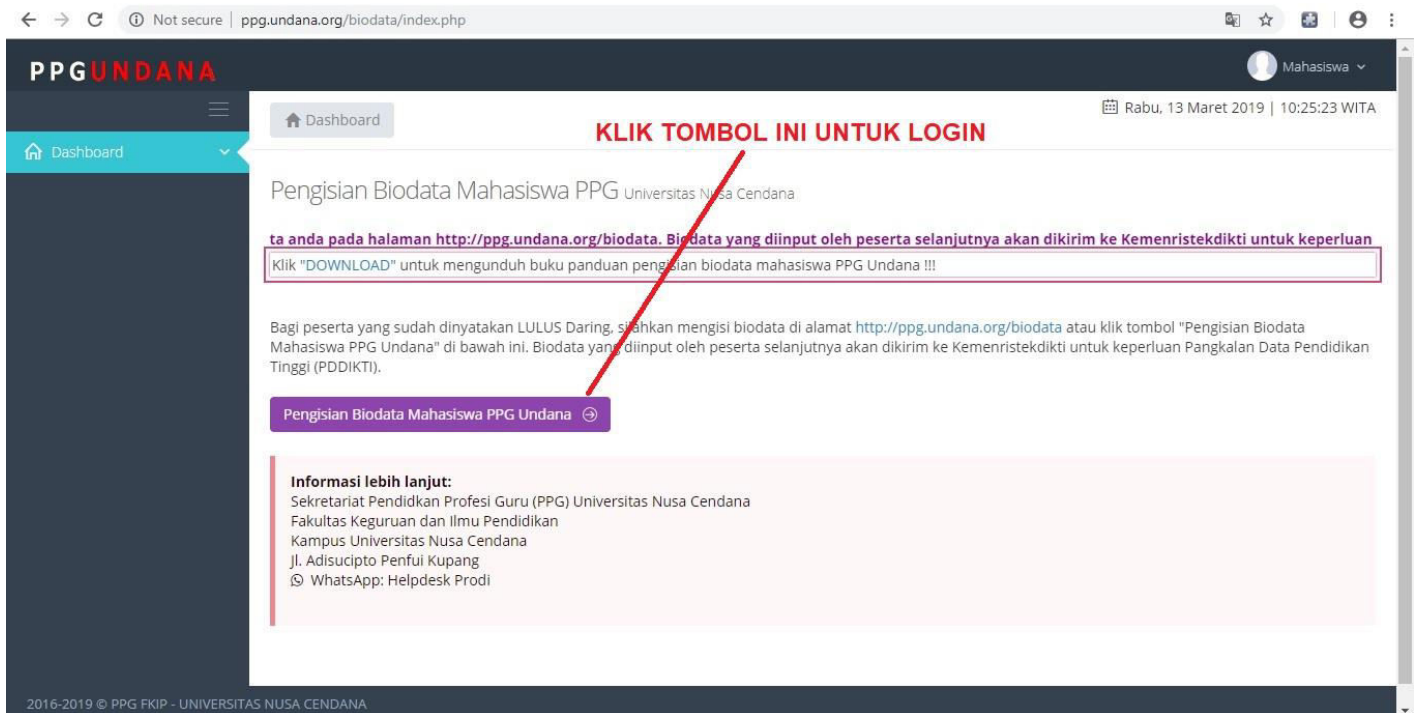 Not secure | ppg.undana.org/biodata/index.php
PPGUNDANA
Mahasiswa
Dashboard
Rabu, 13 Maret 2019 | 10:25:23 WITA
KLIK TOMBOL INI UNTUK LOGIN
Dashboard
Pengisian Biodata Mahasiswa PPG Universitas Nusa Cendana
ta anda pada halaman http://ppg.undana.org/biodata. Biodata yang diinput oleh peserta selanjutnya akan dikirim ke Kemenristekdikti untuk keperluan
Klik "DOWNLOAD" untuk mengunduh buku panduan pengisian biodata mahasiswa PPG Undana !!!
Bagi peserta yang sudah dinyatakan LULUS Daring, silahkan mengisi biodata di alamat http://ppg.undana.org/biodata atau klik tombol "Pengisian Biodata
Mahasiswa PPG Undana" di bawah ini. Biodata yang diinput oleh peserta selanjutnya akan dikirim ke Kemenristekdikti untuk keperluan Pangkalan Data Pendidikan
Tinggi (PDDIKTI).
Pengisian Biodata Mahasiswa PPG Undana
Informasi lebih lanjut:
Sekretariat Pendidkan Profesi Guru (PPG) Universitas Nusa Cendana
Fakultas Keguruan dan Ilmu Pendidikan
Kampus Universitas Nusa Cendana
Jl. Adisucipto Penfui Kupang
WhatsApp: Helpdesk Prodi
2016-2019 © PPG FKIP - UNIVERSITAS NUSA CENDANA